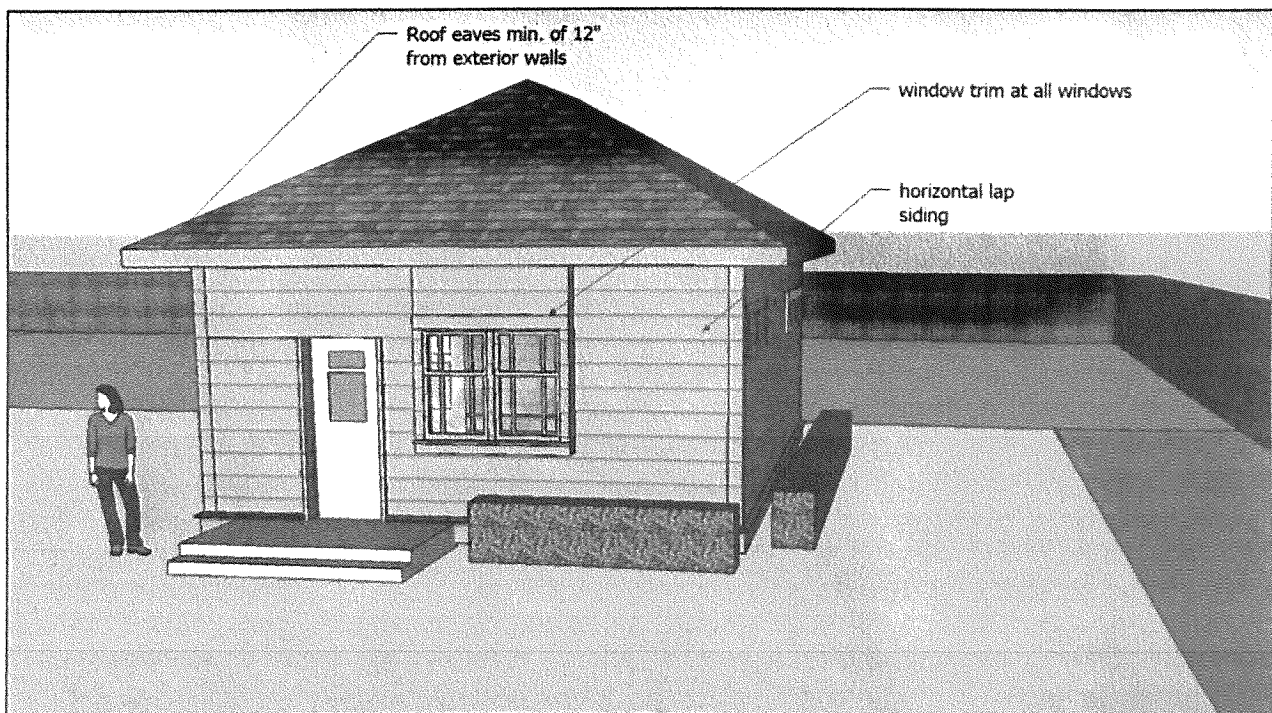 Roof eaves min. of 12"
from exterior walls
window trim at all windows
horizontal lap
siding